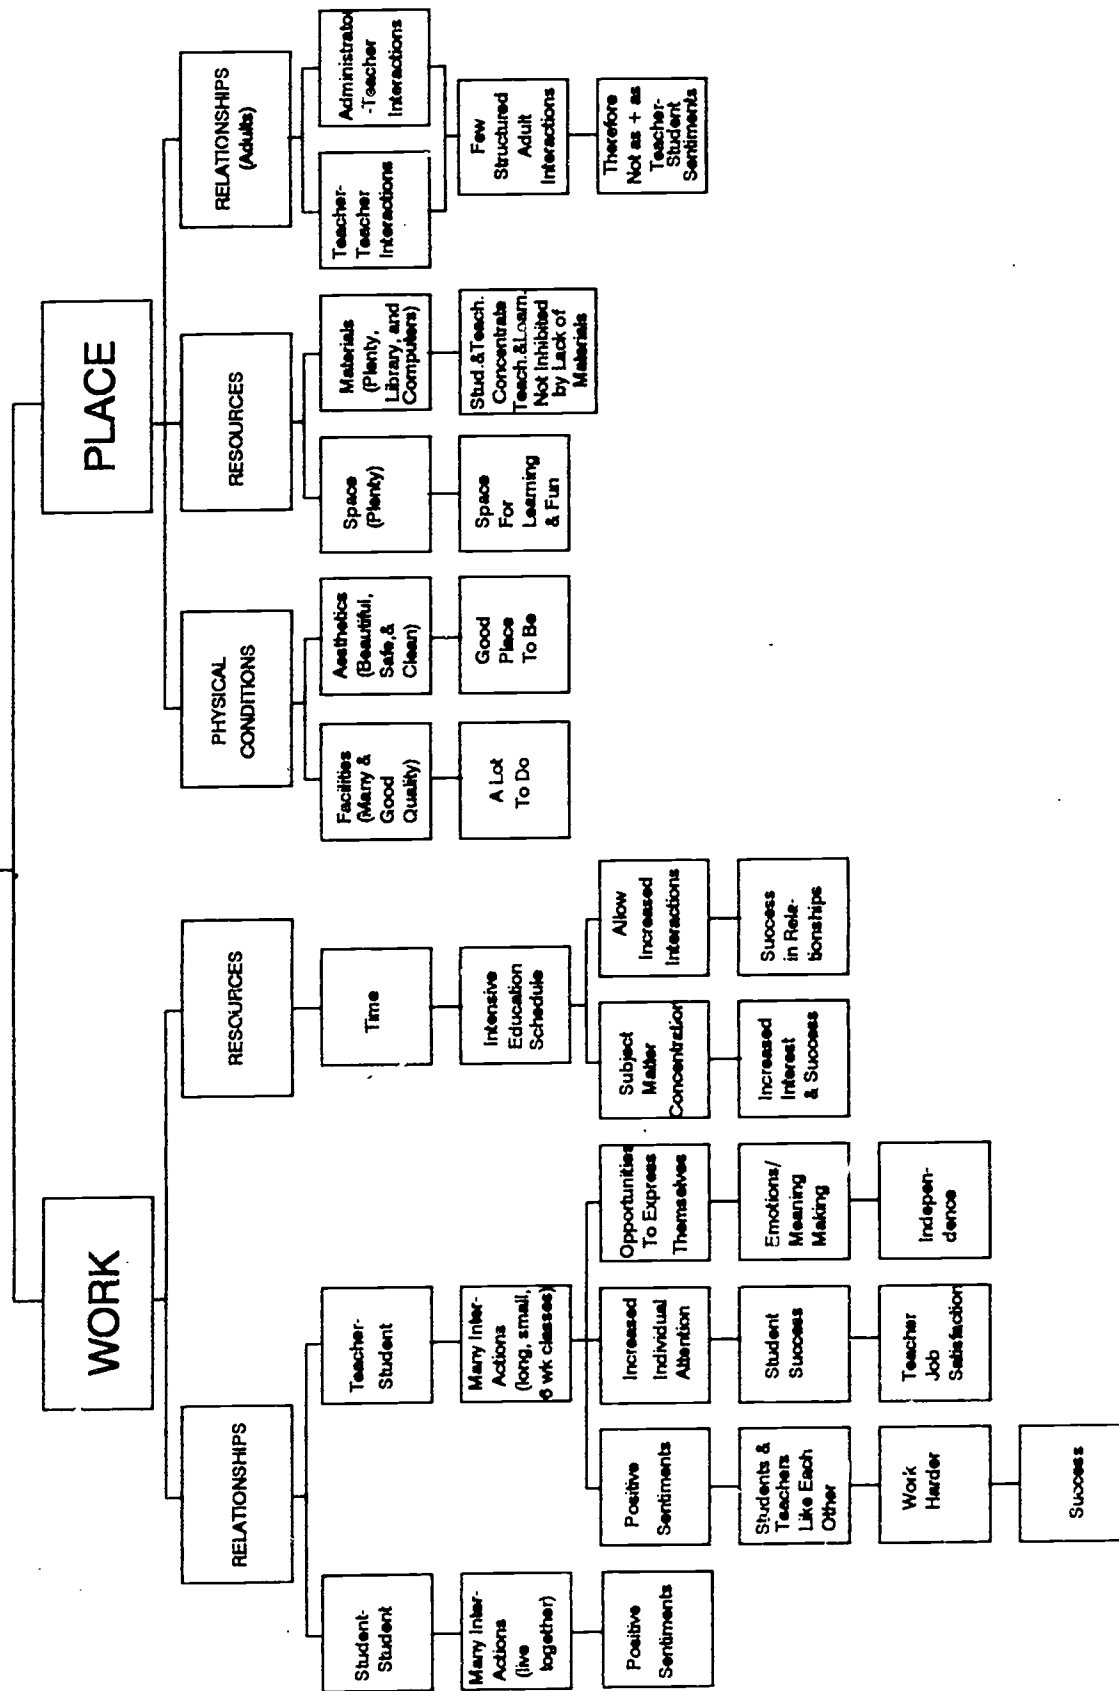 WORK
PLACE
RELATIONSHIPS
RESOURCES
PHYSICAL
CONDITIONS
RESOURCES
RELATIONSHIPS
(Adults)
Student-
Student
Teacher-
Student
Time
Facilities
(Many &
Good
Quality)
Aesthetics
(Beautiful,
Safe,&
Clean)
Space
(Plenty)
Materials
(Plenty,
Library, and
Computers)
Teacher-
Teacher
Interactions
Administrator
-Teacher
Interactions
Many Inter-
Actions
(live
together)
Many Inter-
Actions
(long, small,
6 wk classes)
Intensive
Education
Schedule
A Lot
To Do
Good
Place
To Be
Space
For
Learning
& Fun
Stud.&Teach.
Concentrate
Teach.&Learn.
Not Inhibited
by Lack of
Materials
Few
Structured
Adult
Interactions
Positive
Sentiments
Positive
Sentiments
Increased
Individual
Attention
Opportunities
To Express
Themselves
Subject
Matter
Concentration
Allow
Increased
Interactions
Therefore
Not as + as
Teacher-
Student
Sentiments
Students &
Teachers
Like Each
Other
Student
Success
Emotions/
Meaning
Making
Increased
Interest
& Success
Success
in Rela-
tionships
Work
Harder
Teacher
Job
Satisfaction
Indepen-
dence
Success